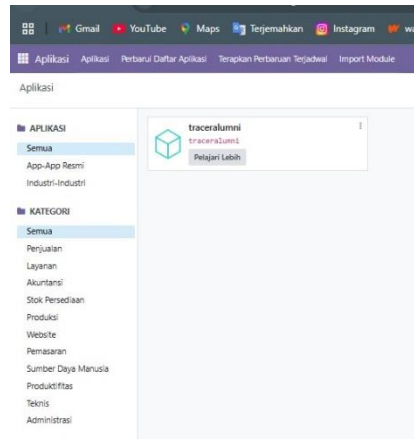 Gmail YouTube Maps Terjemahkan Instagram
Aplikasi Aplikasi Perbarui Daftar Aplikasi Terapkan Perbaruan Terjadwal Import Module
Aplikasi
APLIKASI
Semua
App-App Resmi
Industri-Industri
KATEGORI
Semua
Penjualan
Layanan
Akuntansi
Stok Persediaan
Produksi
Website
Pemasaran
Sumber Daya Manusia
Produktifitas
Teknis
Administrasi
traceralumni
traceralumni
Pelajari Lebih